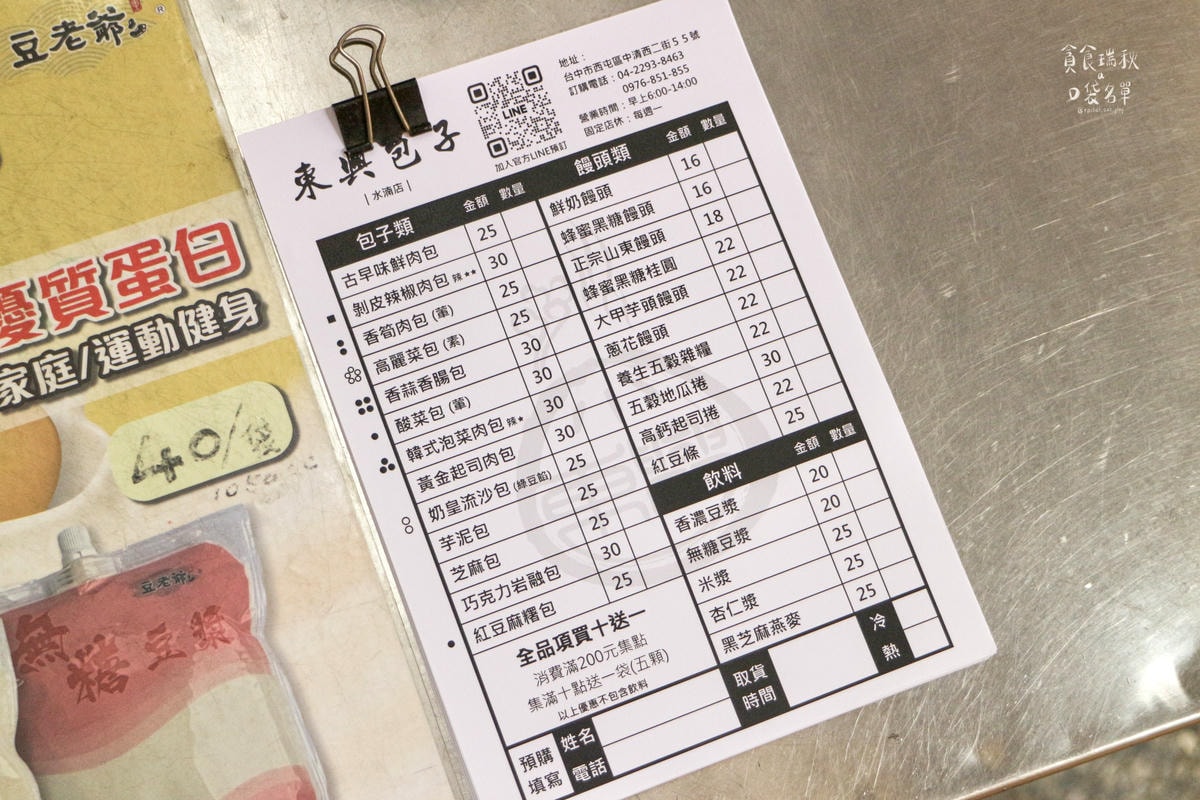 豆老爺®
優質蛋白
家庭/運動健身
40/袋
豆老爺
無糖豆漿
貪食瑞秋
a
口袋名單
東興包子
| 水湳店 |
LINE
加入官方LINE預訂
地址：
台中市西屯區中清西二街55號
訂購電話：04-2293-8463
0976-851-855
營業時間：早上6:00-14:00
固定店休：每週一
包子類 金額 數量
古早味鮮肉包 25
剝皮辣椒肉包 辣★★ 30
香筍肉包 (葷) 25
高麗菜包 (素) 25
香蒜香腸包 30
酸菜包 (葷) 30
韓式泡菜肉包 辣★ 30
黃金起司肉包 30
奶皇流沙包 (綠豆餡) 25
芋泥包 25
芝麻包 25
巧克力岩融包 30
紅豆麻糬包 25
全品項買十送一
消費滿200元集點
集滿十點送一袋(五顆)
以上優惠不包含飲料
饅頭類 金額 數量
鮮奶饅頭 16
蜂蜜黑糖饅頭 16
正宗山東饅頭 18
蜂蜜黑糖桂圓 22
大甲芋頭饅頭 22
蔥花饅頭 22
養生五穀雜糧 22
五穀地瓜捲 30
高鈣起司捲 22
紅豆條 25
飲料 金額 數量
香濃豆漿 20
無糖豆漿 20
米漿 25
杏仁漿 25
黑芝麻燕麥 25
冷
熱
取貨
時間
預購
填寫
姓名
電話